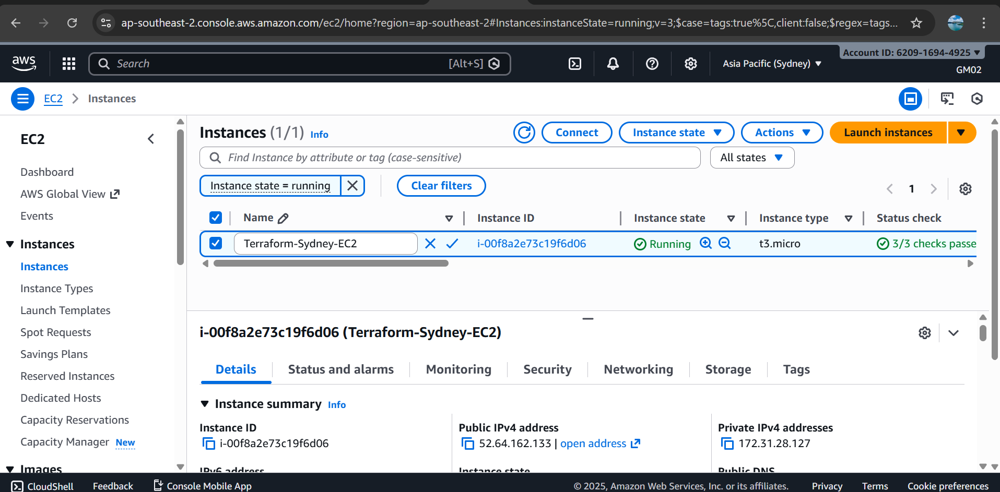 ap-southeast-2.console.aws.amazon.com/ec2/home?region=ap-southeast-2#Instances:instanceState=running;v=3;$case=tags:true%5C,client:false;$regex=tags...
aws
Search [Alt+S]
Asia Pacific (Sydney)
Account ID: 6209-1694-4925
GM02
EC2 Instances
EC2
Dashboard
AWS Global View
Events
Instances
Instances
Instance Types
Launch Templates
Spot Requests
Savings Plans
Reserved Instances
Dedicated Hosts
Capacity Reservations
Capacity Manager New
Images
Instances (1/1) Info
Connect
Instance state
Actions
Launch instances
Find Instance by attribute or tag (case-sensitive)
All states
Instance state = running
Clear filters
1
Name Instance ID Instance state Instance type Status check
Terraform-Sydney-EC2 i-00f8a2e73c19f6d06 Running t3.micro 3/3 checks passe
i-00f8a2e73c19f6d06 (Terraform-Sydney-EC2)
Details Status and alarms Monitoring Security Networking Storage Tags
Instance summary Info
Instance ID
i-00f8a2e73c19f6d06
Public IPv4 address
52.64.162.133 | open address
Private IPv4 addresses
172.31.28.127
IPv6 address
Instance state
Public DNS
CloudShell Feedback Console Mobile App
© 2025, Amazon Web Services, Inc. or its affiliates. Privacy Terms Cookie preferences